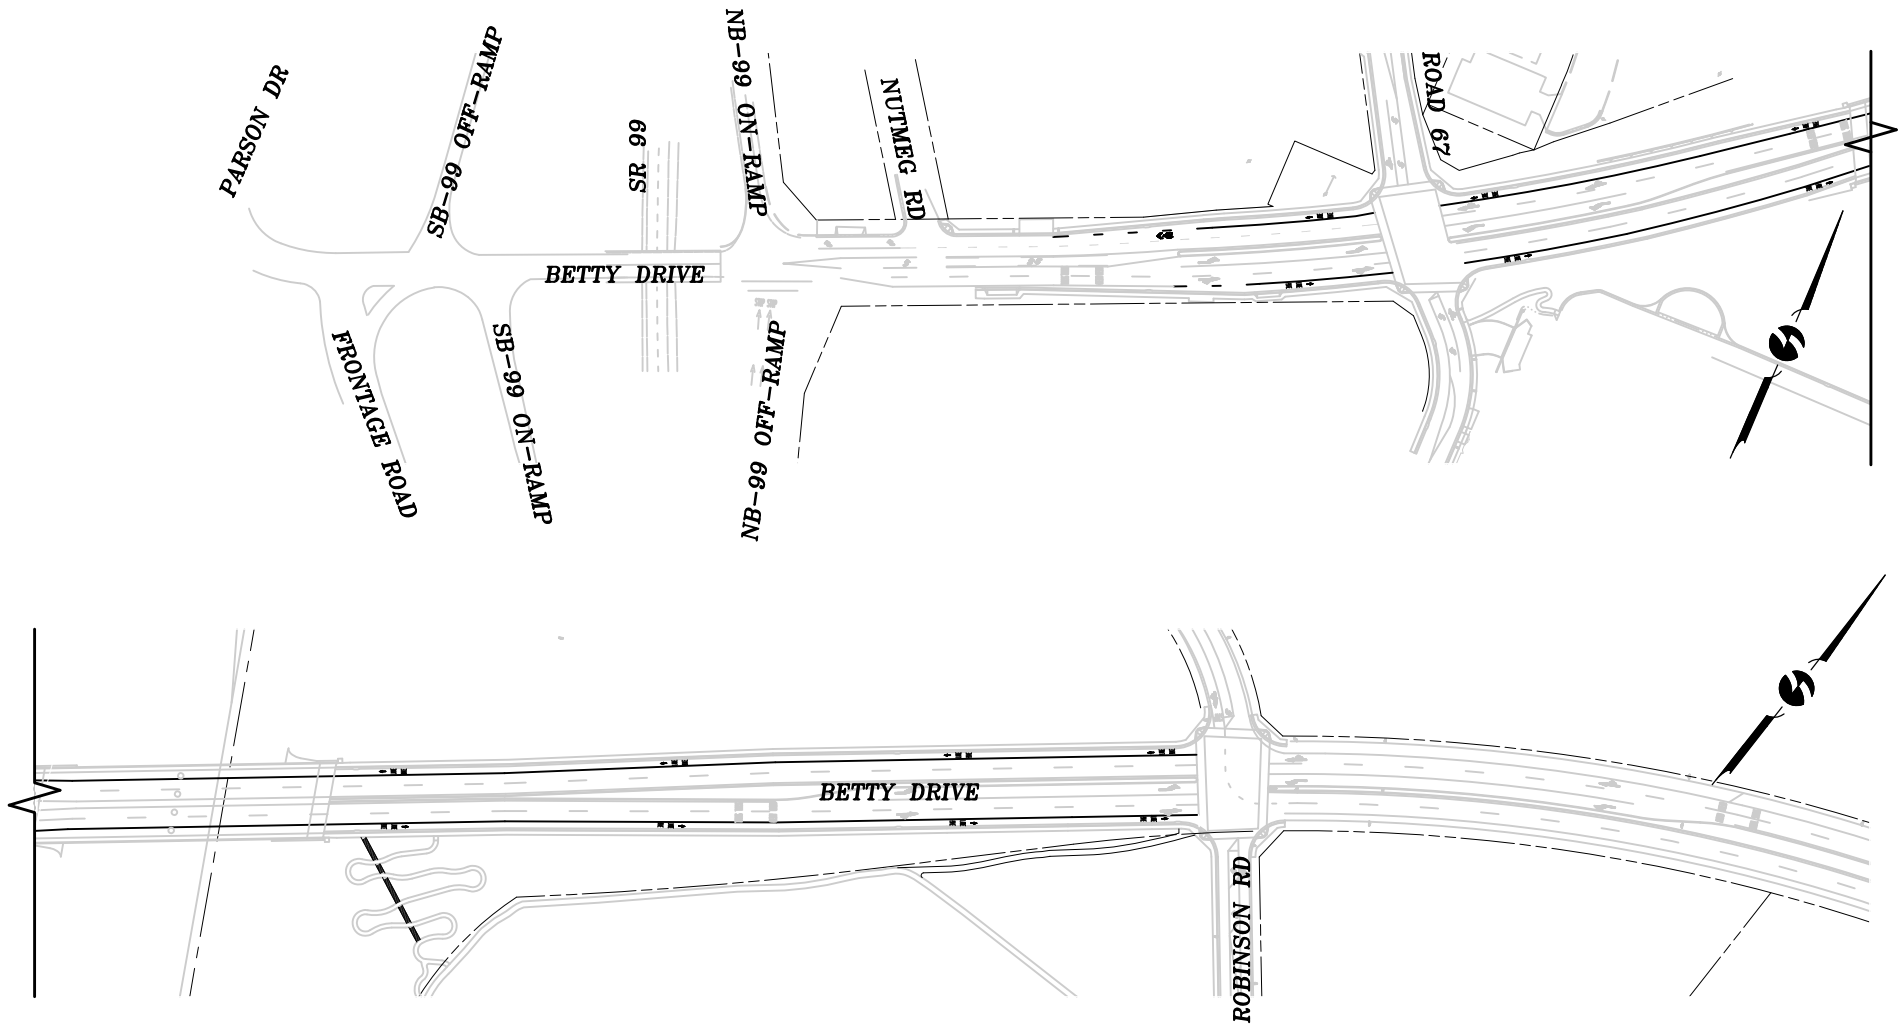 PARSON DR
SB-99 OFF-RAMP
SR 99
NB-99 ON-RAMP
NUTMEG RD
ROAD 67
BETTY DRIVE
FRONTAGE ROAD
SB-99 ON-RAMP
NB-99 OFF-RAMP
BETTY DRIVE
ROBINSON RD